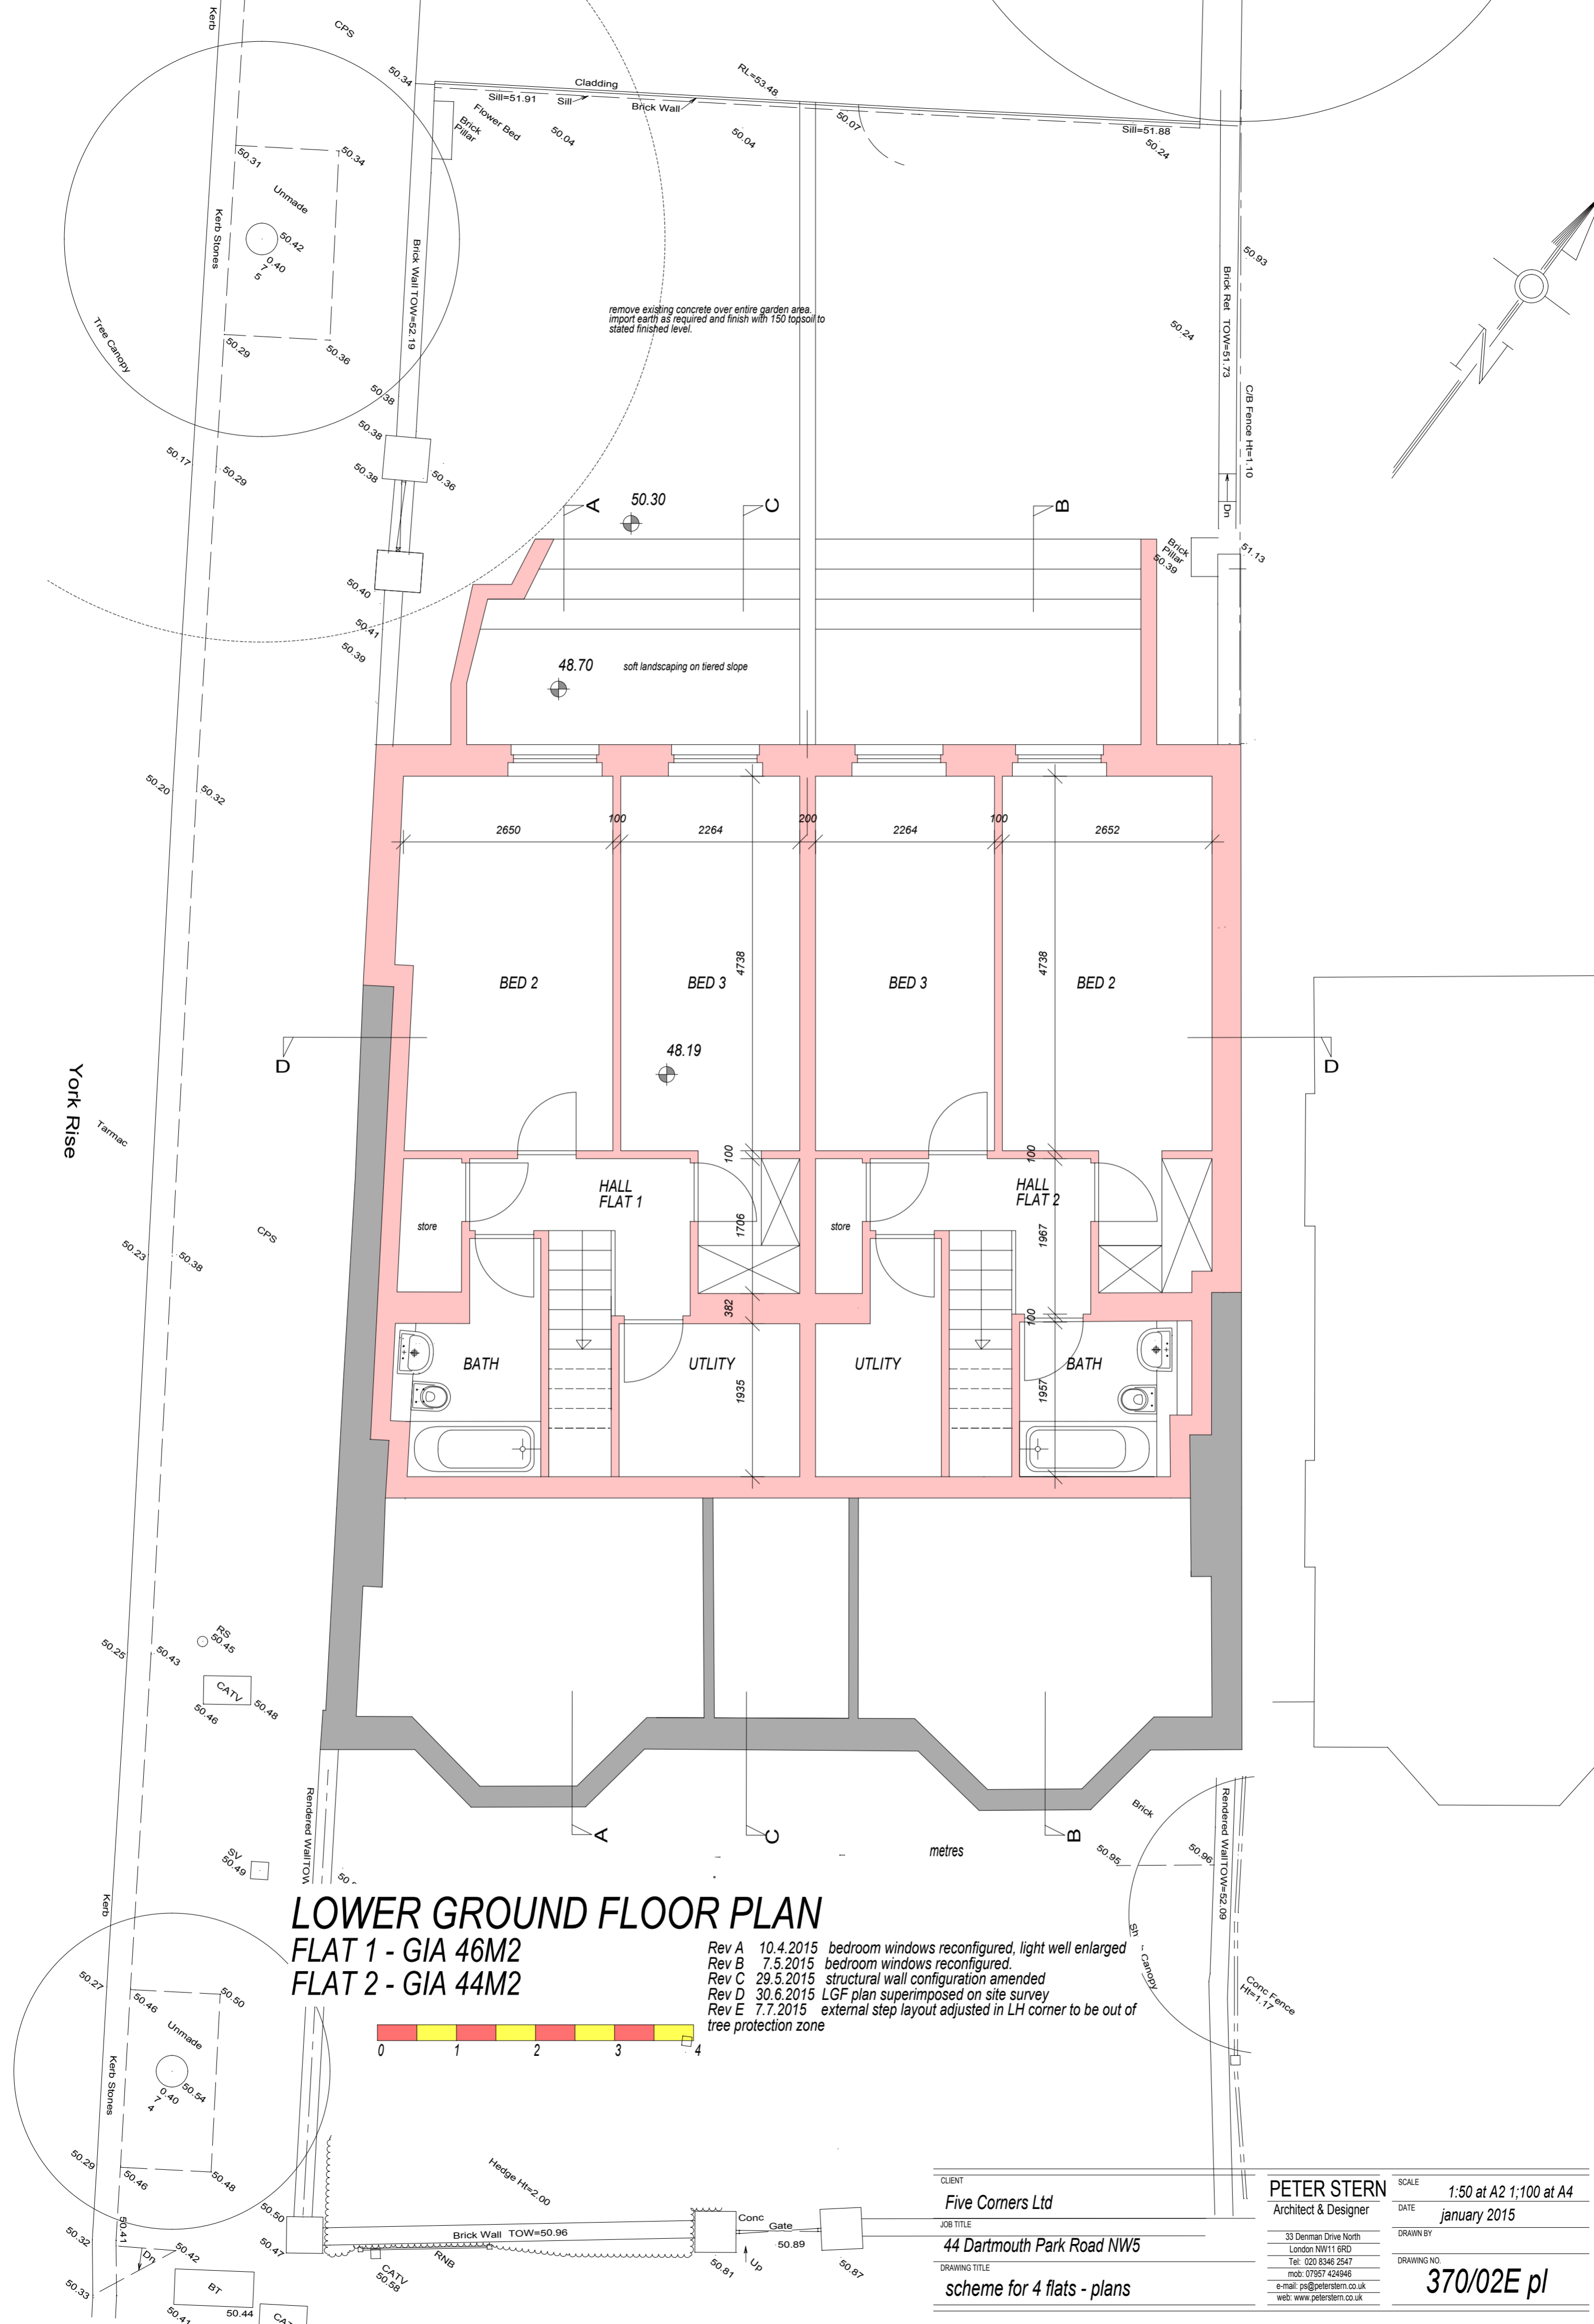 Kerb
CPS
50.34
Cladding
RL=53.48
Sill=51.91
Sill
Brick Wall
Flower Bed
Brick
Pillar
50.04
50.04
50.07
Sill=51.88
50.24
50.31
50.34
Unmade
50.42
0.40
7
5
Kerb Stones
Brick Wall TOW=52.19
Tree Canopy
50.29
50.36
remove existing concrete over entire garden area.
import earth as required and finish with 150 topsoil to
stated finished level.
50.93
Brick Ret TOW=51.73
50.24
N
C/B Fence Ht=1.10
50.38
50.38
50.38
50.36
50.17
50.29
A
50.30
C
B
Dn
Brick
Pillar
50.39
51.13
50.40
50.41
50.39
48.70
soft landscaping on tiered slope
50.20
50.32
2650
100
2264
200
2264
100
2652
4738
4738
BED 2
BED 3
BED 3
BED 2
48.19
D
D
York Rise
Tarmac
100
100
HALL
FLAT 1
HALL
FLAT 2
store
store
1706
1967
CPS
50.23
50.38
382
100
BATH
UTLITY
UTLITY
BATH
1935
1957
RS
50.45
50.25
50.43
CATV
50.46
50.48
A
C
B
metres
Rendered WallTOW
Brick
50.95
50.96
Rendered WallTOW=52.09
SV
50.49
Kerb
LOWER GROUND FLOOR PLAN
FLAT 1 - GIA 46M2
FLAT 2 - GIA 44M2
Rev A 10.4.2015 bedroom windows reconfigured, light well enlarged
Rev B 7.5.2015 bedroom windows reconfigured.
Rev C 29.5.2015 structural wall configuration amended
Rev D 30.6.2015 LGF plan superimposed on site survey
Rev E 7.7.2015 external step layout adjusted in LH corner to be out of
tree protection zone
Canopy
Conc Fence
Ht=1.17
0 1 2 3 4
50.27
50.46
50.50
Unmade
50.54
0.40
7
4
Kerb Stones
50.29
50.46
50.48
Hedge Ht=2.00
50.50
50.47
Brick Wall TOW=50.96
RNB
CATV
50.58
Conc
Gate
50.89
50.81
Up
50.87
50.32
50.41
Dn
50.42
50.33
BT
50.41
50.44
CLIENT
Five Corners Ltd
JOB TITLE
44 Dartmouth Park Road NW5
DRAWING TITLE
scheme for 4 flats - plans
PETER STERN
Architect & Designer
33 Denman Drive North
London NW11 6RD
Tel: 020 8346 2547
mob: 07957 424946
e-mail: ps@peterstern.co.uk
web: www.peterstern.co.uk
SCALE
1:50 at A2 1;100 at A4
DATE
january 2015
DRAWN BY
DRAWING NO.
370/02E pl